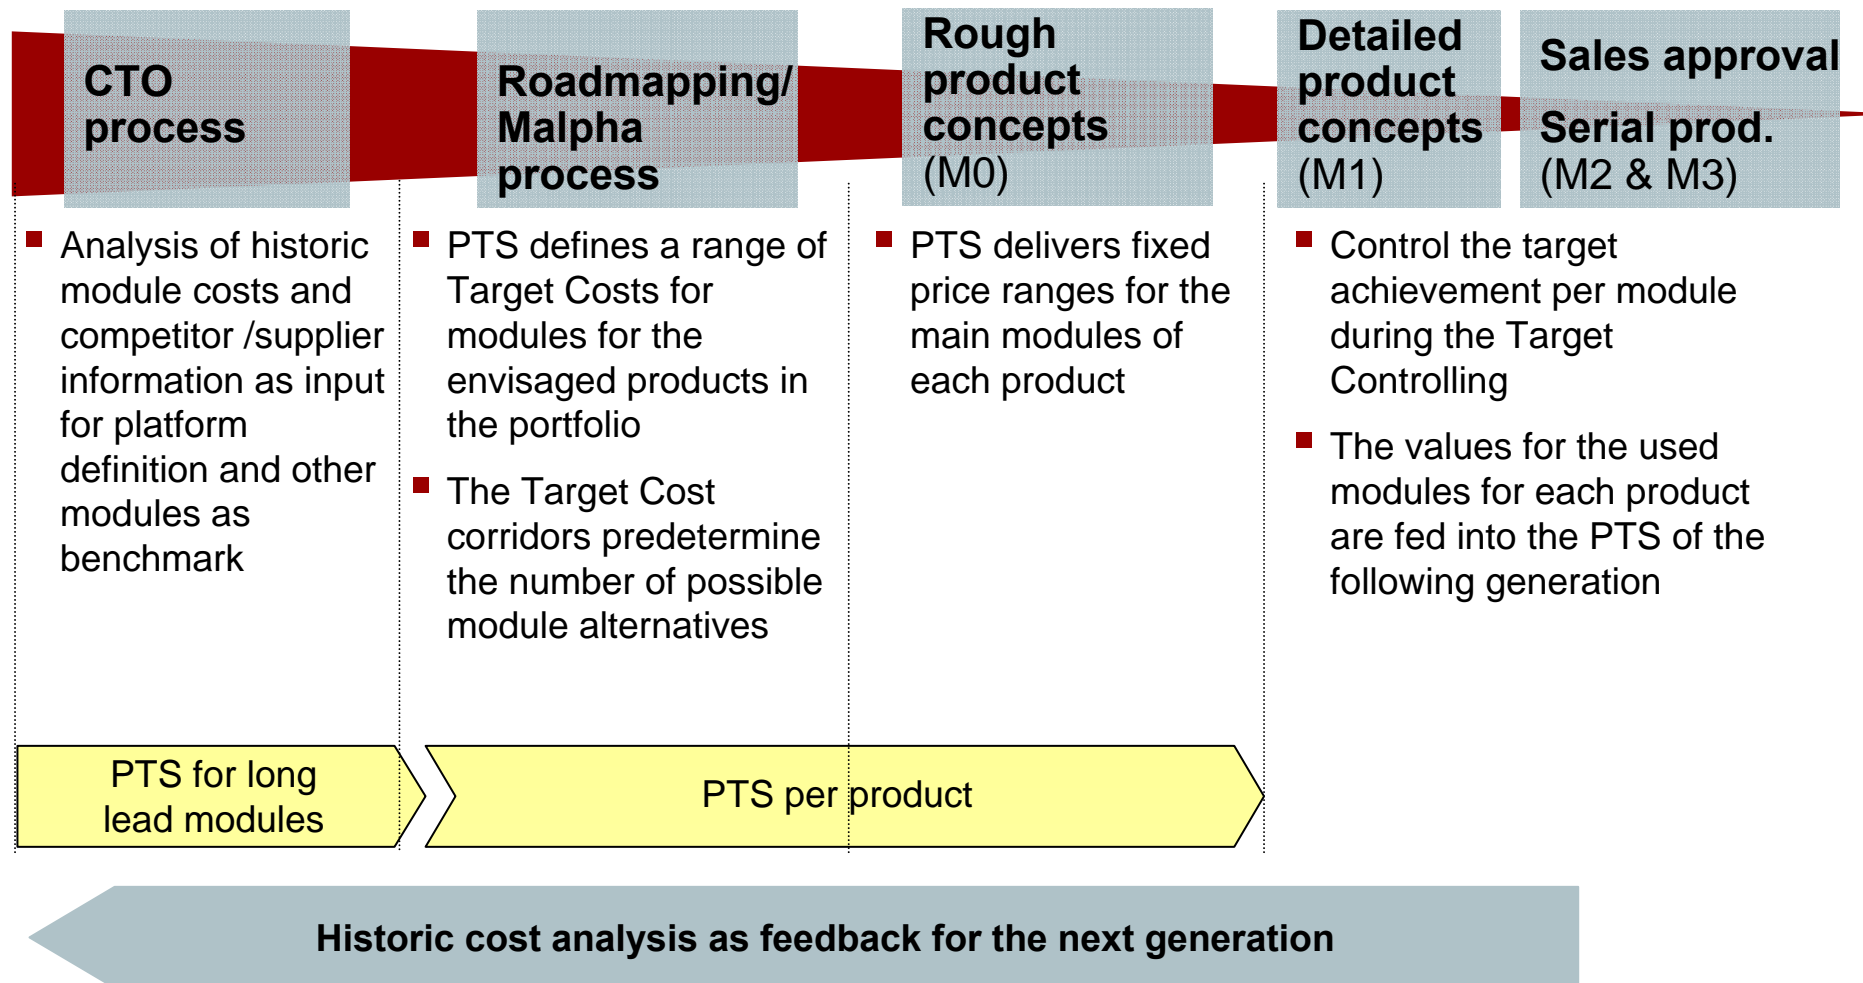 CTO
process
Roadmapping/
Malpha
process
Rough
product
concepts
(M0)
Detailed
product
concepts
(M1)
Sales approval
Serial prod.
(M2 & M3)
Analysis of historic
module costs and
competitor /supplier
information as input
for platform
definition and other
modules as
benchmark
PTS defines a range of
Target Costs for
modules for the
envisaged products in
the portfolio
The Target Cost
corridors predetermine
the number of possible
module alternatives
PTS delivers fixed
price ranges for the
main modules of
each product
Control the target
achievement per module
during the Target
Controlling
The values for the used
modules for each product
are fed into the PTS of the
following generation
PTS for long
lead modules
PTS per product
Historic cost analysis as feedback for the next generation